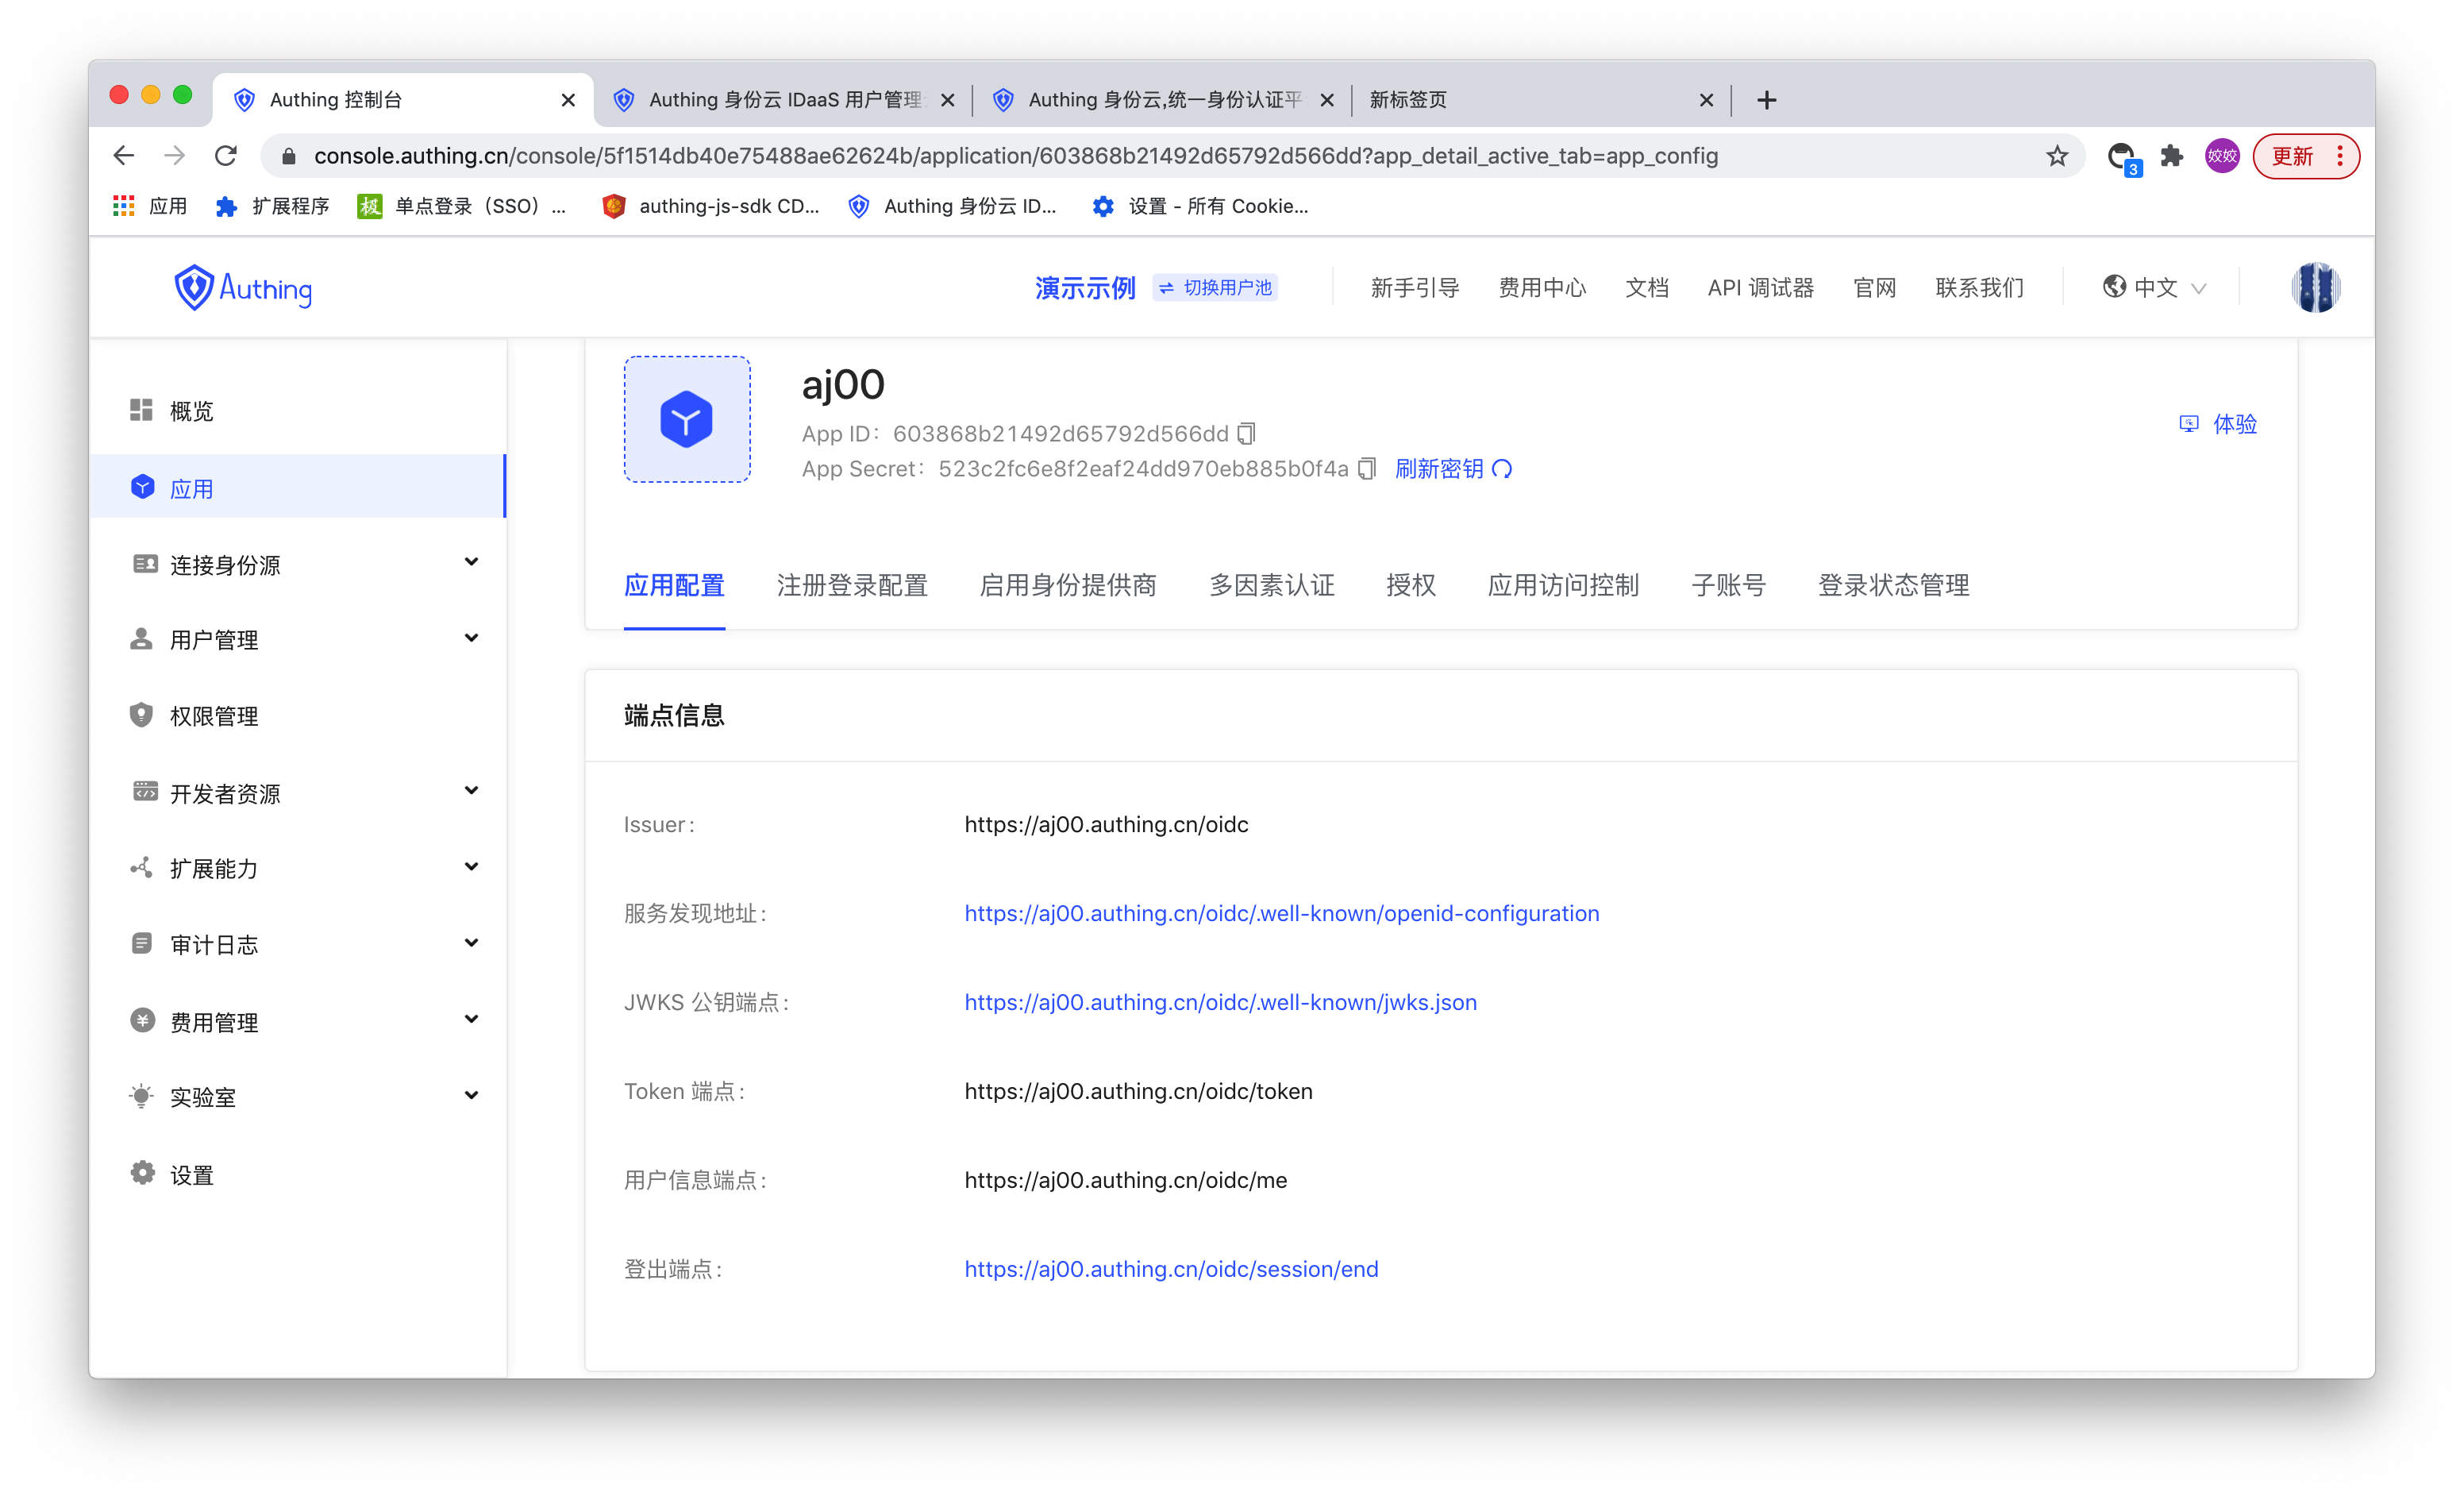 Authing 控制台
Authing 身份云 IDaaS 用户管理
Authing 身份云,统一身份认证平
新标签页
console.authing.cn/console/5f1514db40e75488ae62624b/application/603868b21492d65792d566dd?app_detail_active_tab=app_config
3
姣姣
更新
应用
扩展程序
极
单点登录（SSO）...
authing-js-sdk CD...
Authing 身份云 ID...
设置 - 所有 Cookie...
Authing
演示示例
切换用户池
新手引导
费用中心
文档
API 调试器
官网
联系我们
中文
概览
应用
连接身份源
用户管理
权限管理
开发者资源
扩展能力
审计日志
费用管理
实验室
设置
aj00
App ID：603868b21492d65792d566dd
App Secret：523c2fc6e8f2eaf24dd970eb885b0f4a 刷新密钥
体验
应用配置
注册登录配置
启用身份提供商
多因素认证
授权
应用访问控制
子账号
登录状态管理
端点信息
Issuer： https://aj00.authing.cn/oidc
服务发现地址： https://aj00.authing.cn/oidc/.well-known/openid-configuration
JWKS 公钥端点： https://aj00.authing.cn/oidc/.well-known/jwks.json
Token 端点： https://aj00.authing.cn/oidc/token
用户信息端点： https://aj00.authing.cn/oidc/me
登出端点： https://aj00.authing.cn/oidc/session/end